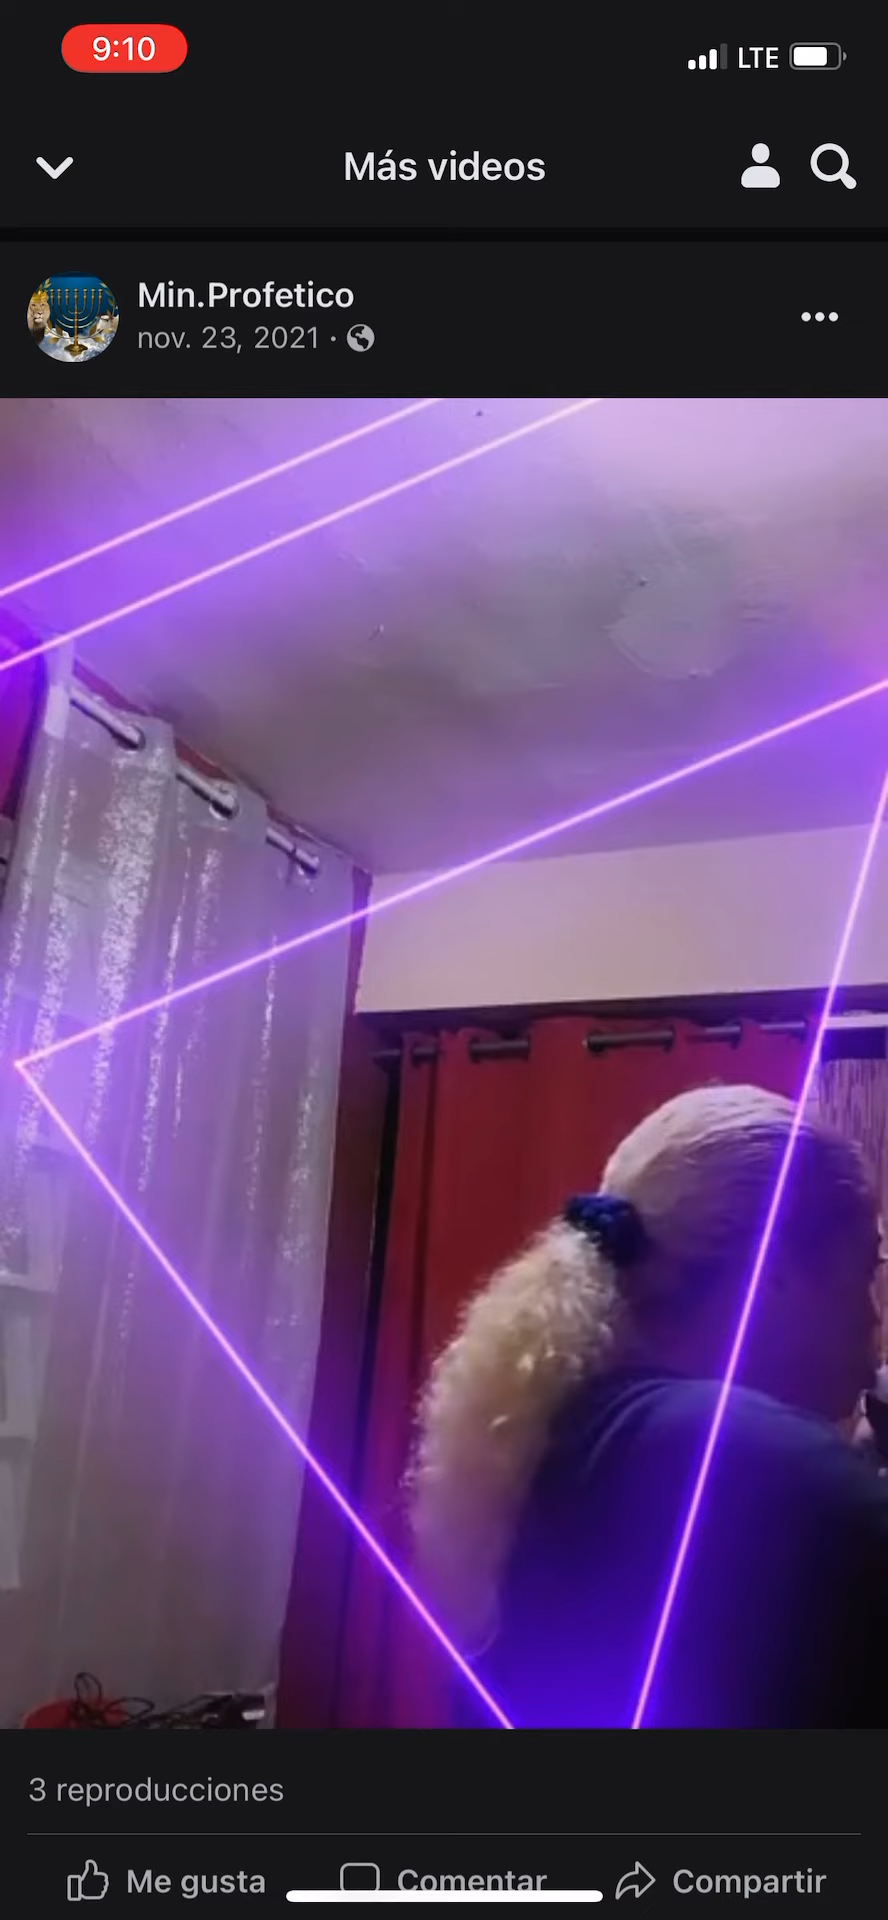 9:10
LTE
Más videos
Min.Profetico
nov. 23, 2021 ·
3 reproducciones
Me gusta
Comentar
Compartir